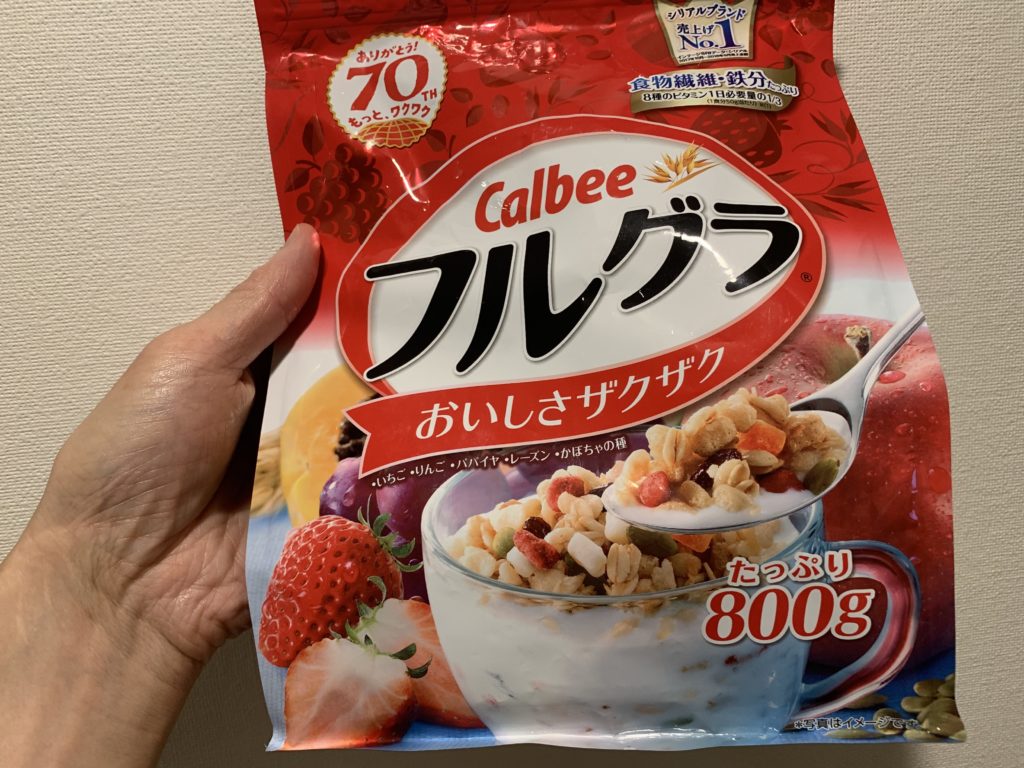 ありがとう!
70TH
もっと、ワクワク
シリアルブランド
売上げ
No.1
食物繊維・鉄分たっぷり
8種のビタミン1日必要量の1/3
Calbee
フルグラ®
おいしさザクザク
・いちご・りんご・パパイヤ・レーズン・かぼちゃの種
たっぷり
800g
*写真はイメージです